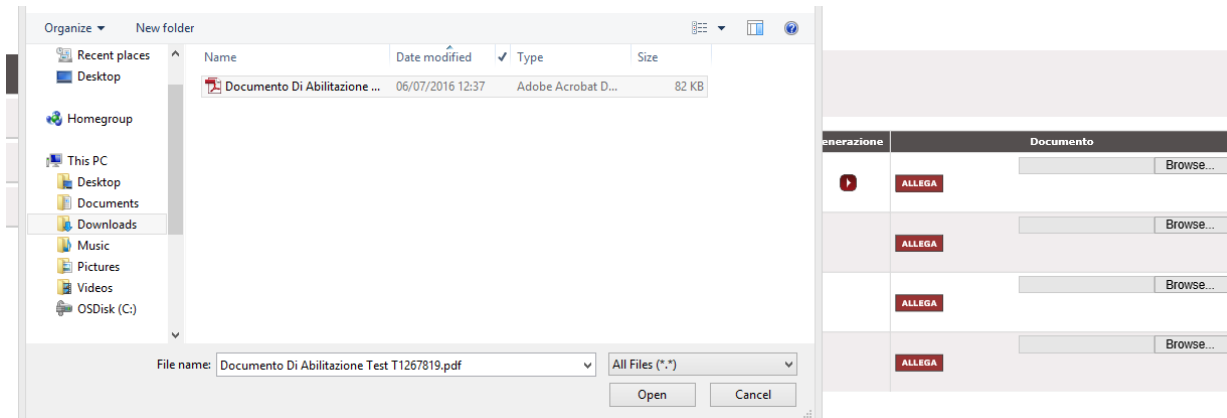 Organize New folder
Recent places
Desktop
Homegroup
This PC
Desktop
Documents
Downloads
Music
Pictures
Videos
OSDisk (C:)
Name Date modified Type Size
Documento Di Abilitazione ... 06/07/2016 12:37 Adobe Acrobat D... 82 KB
File name: Documento Di Abilitazione Test T1267819.pdf All Files (*.*)
Open Cancel
enerazione Documento
Browse...
ALLEGA
Browse...
ALLEGA
Browse...
ALLEGA
Browse...
ALLEGA